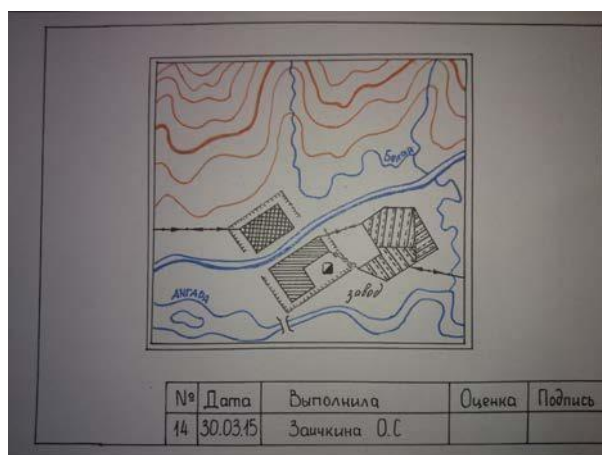 Белая
АНГАРА
завод
№ Дата Выполнила Оценка Подпись
14 30.03.15 Заичкина О.С